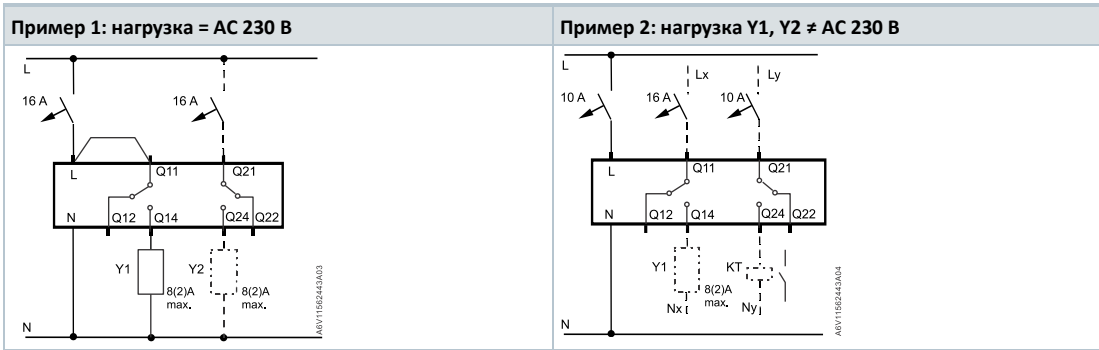 Пример 1: нагрузка = AC 230 В
L
16 A
16 A
L
Q11
Q21
N
Q12
Q14
Q24
Q22
Y1
Y2
8(2)A
max.
8(2)A
max.
N
A6V11562443A03
Пример 2: нагрузка Y1, Y2 ≠ AC 230 В
L
Lx
Ly
10 A
16 A
10 A
L
Q11
Q21
N
Q12
Q14
Q24
Q22
Y1
KT
8(2)A
max.
Nx
Ny
N
A6V11562443A04